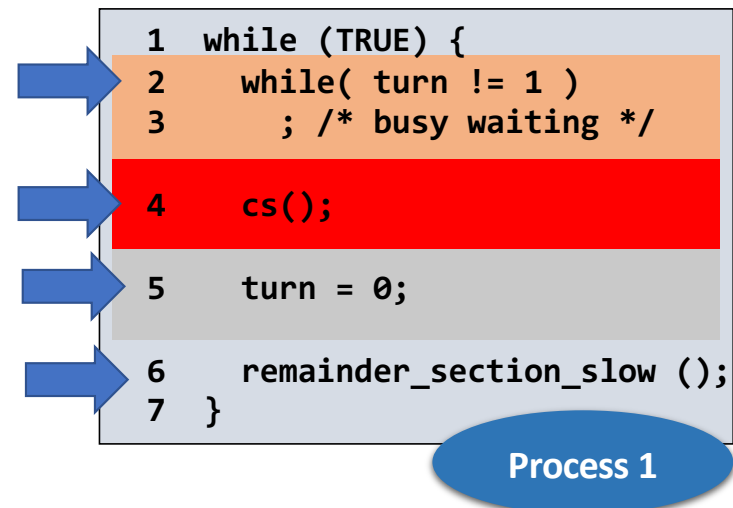 1 while (TRUE) {
2 while( turn != 1 )
3 ; /* busy waiting */
4 cs();
5 turn = 0;
6 remainder_section_slow ();
7 }
Process 1